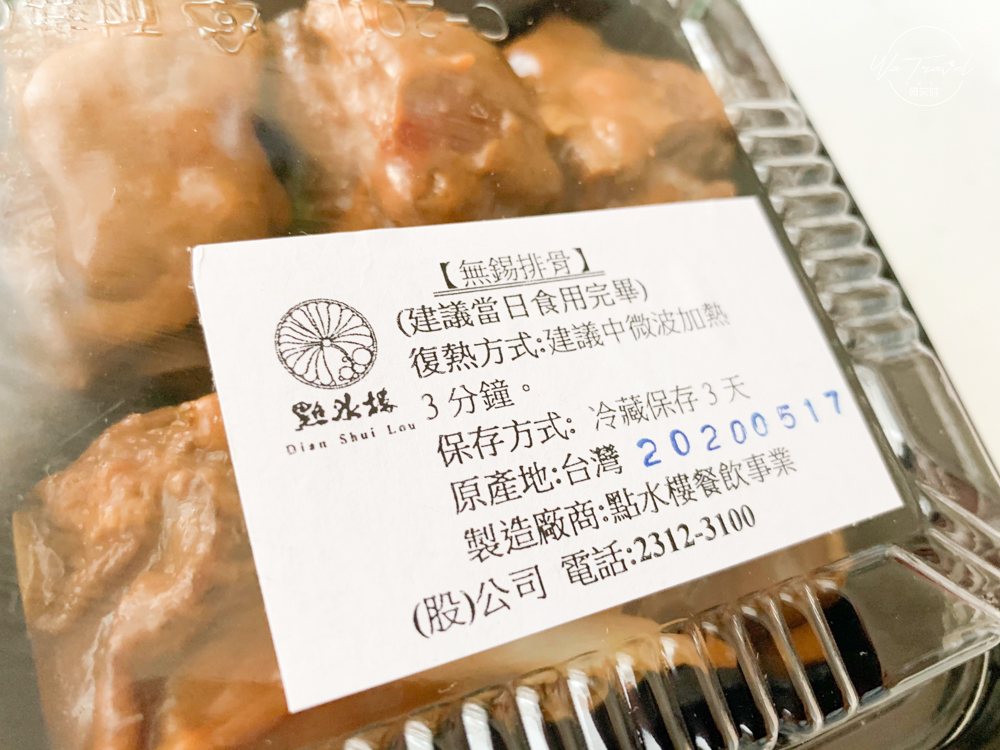 【無錫排骨】
(建議當日食用完畢)
復熱方式:建議中微波加熱
3分鐘。
保存方式: 冷藏保存3天
原產地:台灣 20200517
製造廠商:點水樓餐飲事業
(股)公司 電話:2312-3100
點水樓
Dian Shui Lou